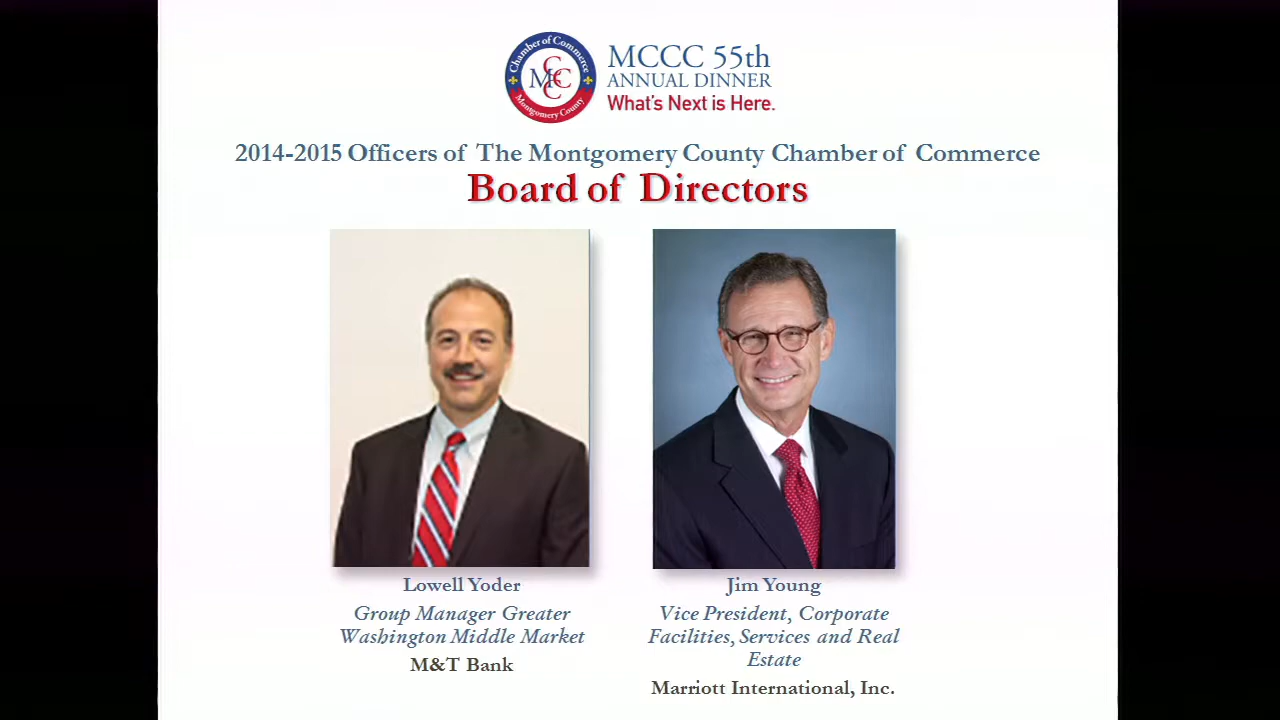 Chamber of Commerce
MCCC
Montgomery County
MCCC 55th
ANNUAL DINNER
What's Next is Here.
2014-2015 Officers of The Montgomery County Chamber of Commerce
Board of Directors
Lowell Yoder
Group Manager Greater
Washington Middle Market
M&T Bank
Jim Young
Vice President, Corporate
Facilities, Services and Real
Estate
Marriott International, Inc.